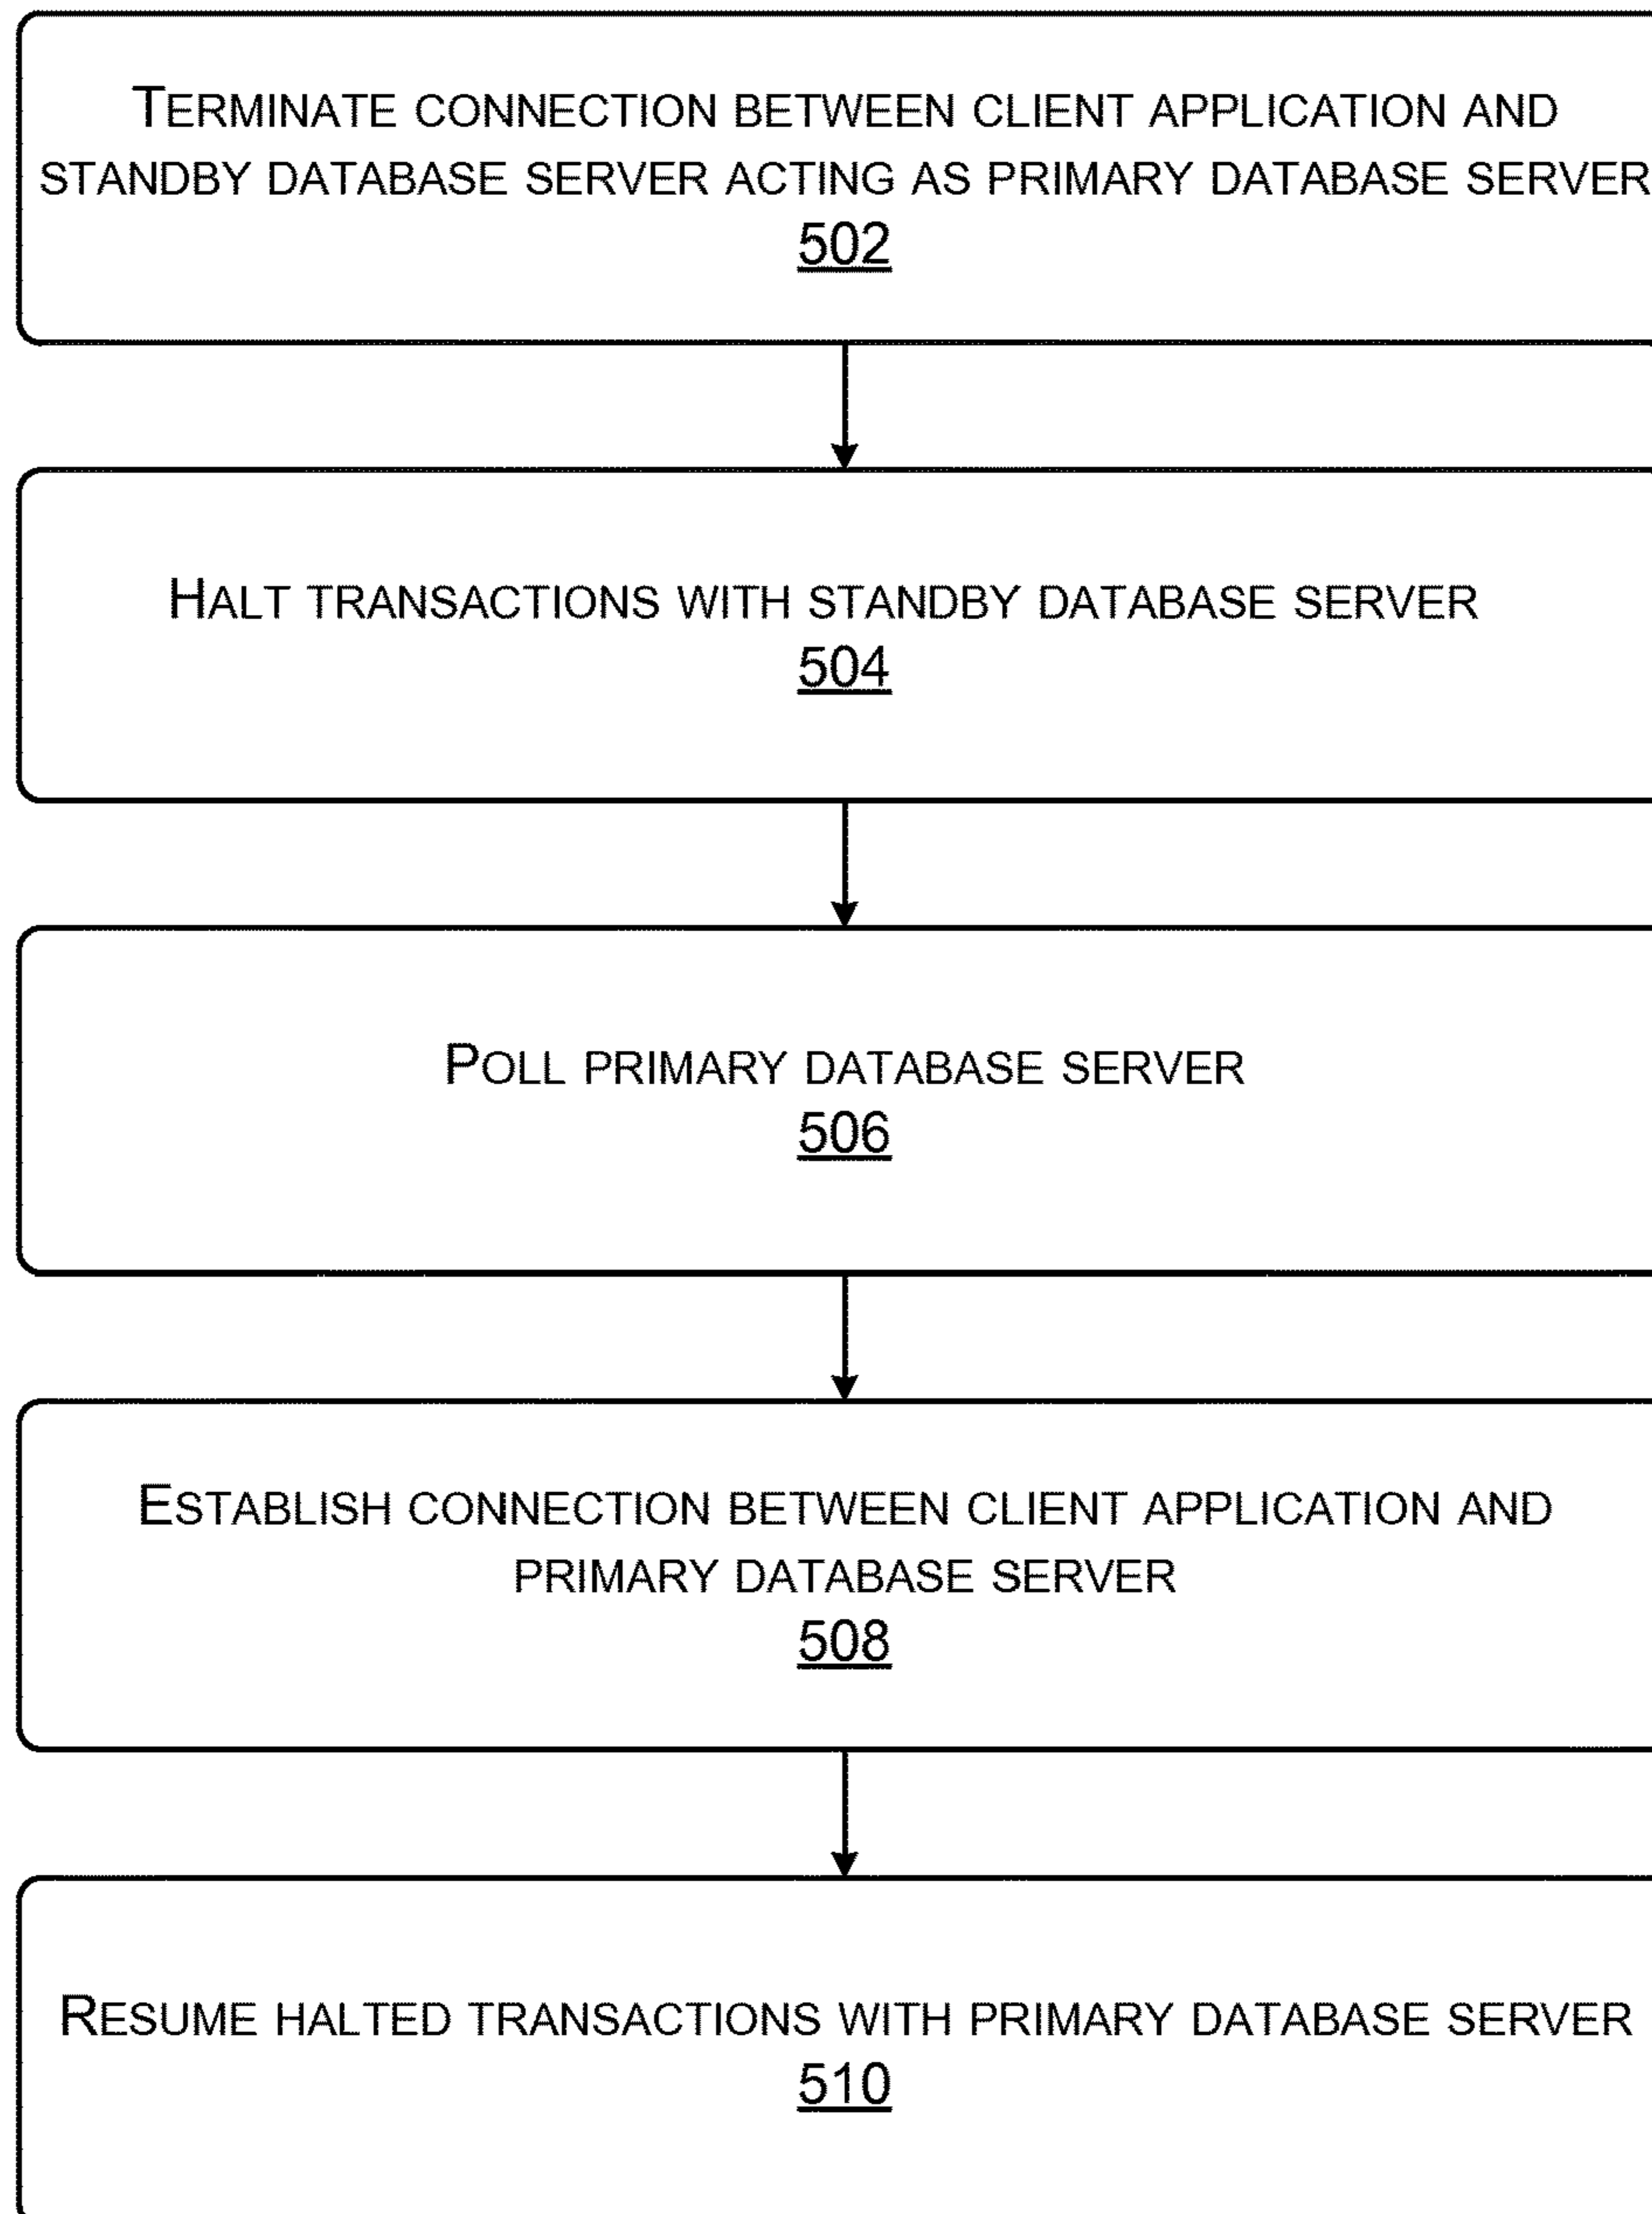 TERMINATE CONNECTION BETWEEN CLIENT APPLICATION AND
STANDBY DATABASE SERVER ACTING AS PRIMARY DATABASE SERVER
502
HALT TRANSACTIONS WITH STANDBY DATABASE SERVER
504
POLL PRIMARY DATABASE SERVER
506
ESTABLISH CONNECTION BETWEEN CLIENT APPLICATION AND
PRIMARY DATABASE SERVER
508
RESUME HALTED TRANSACTIONS WITH PRIMARY DATABASE SERVER
510